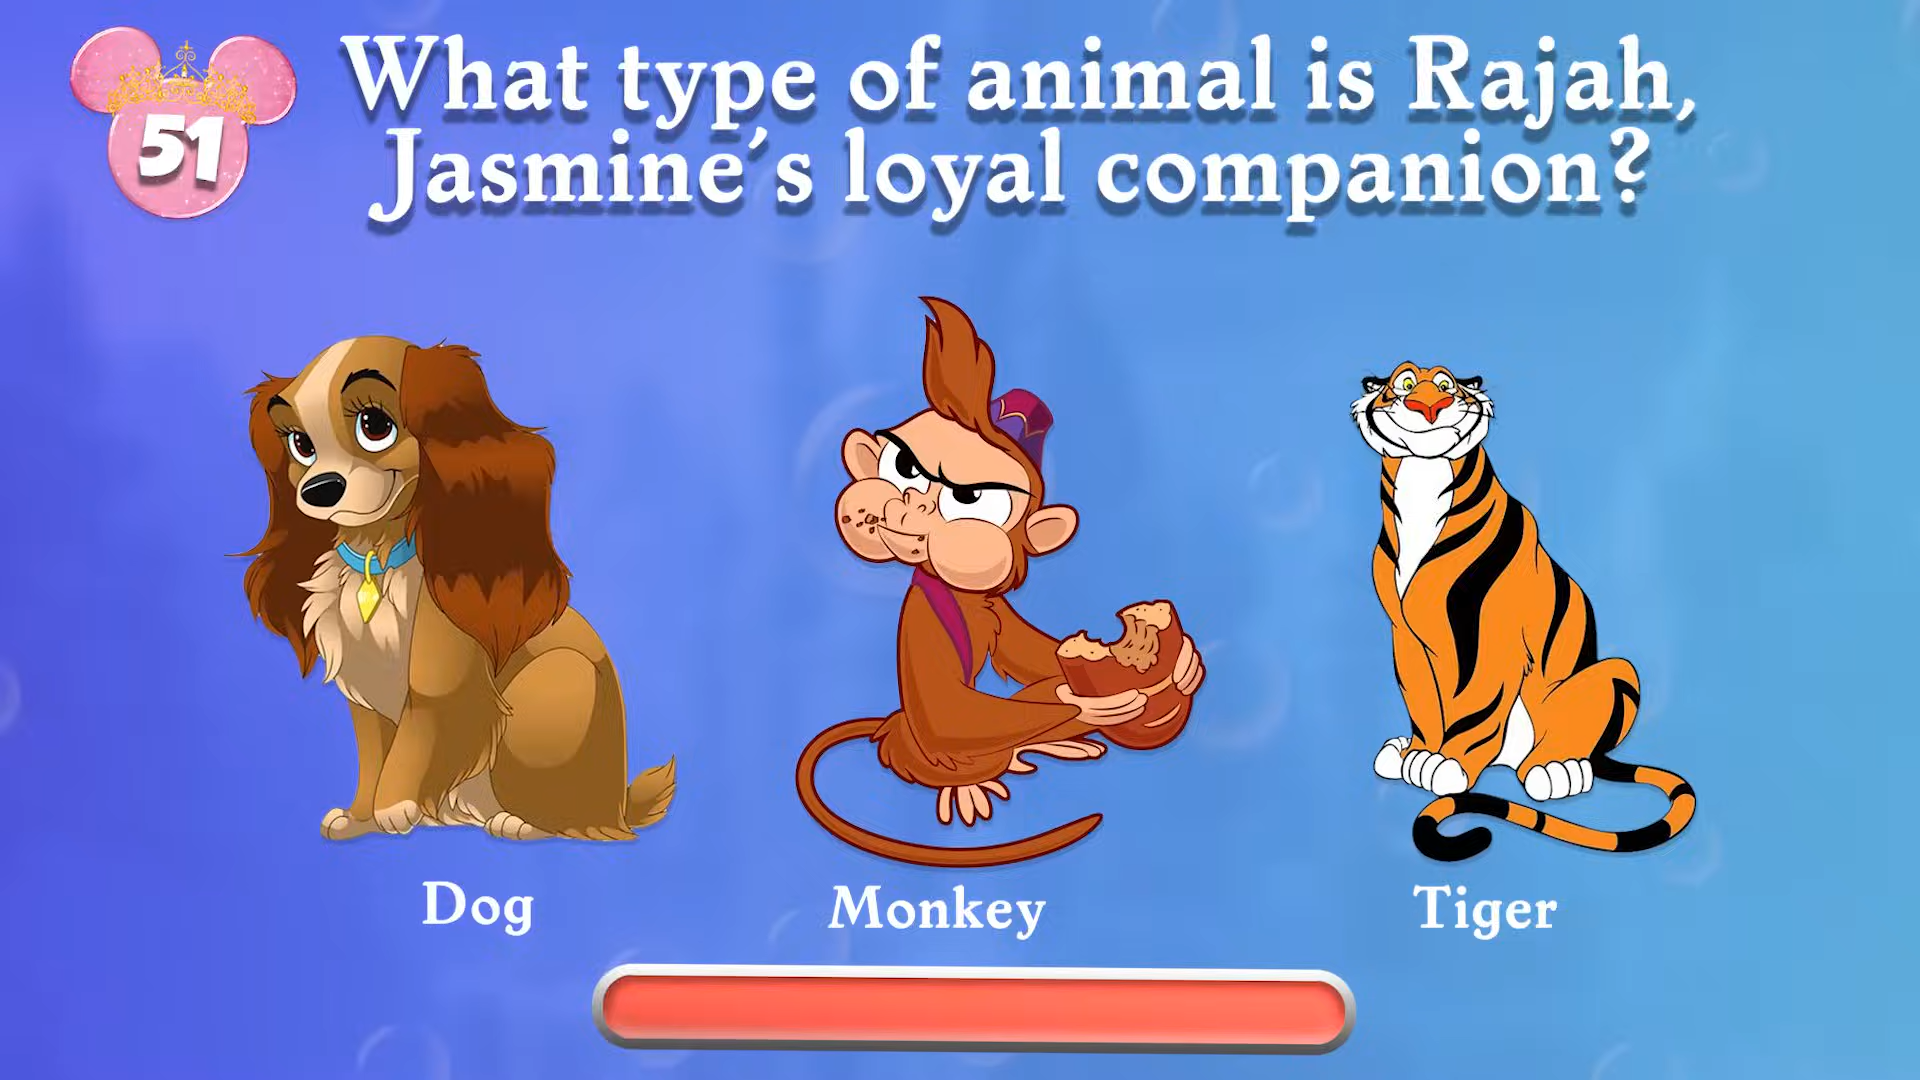 51
What type of animal is Rajah,
Jasmine's loyal companion?
Dog
Monkey
Tiger